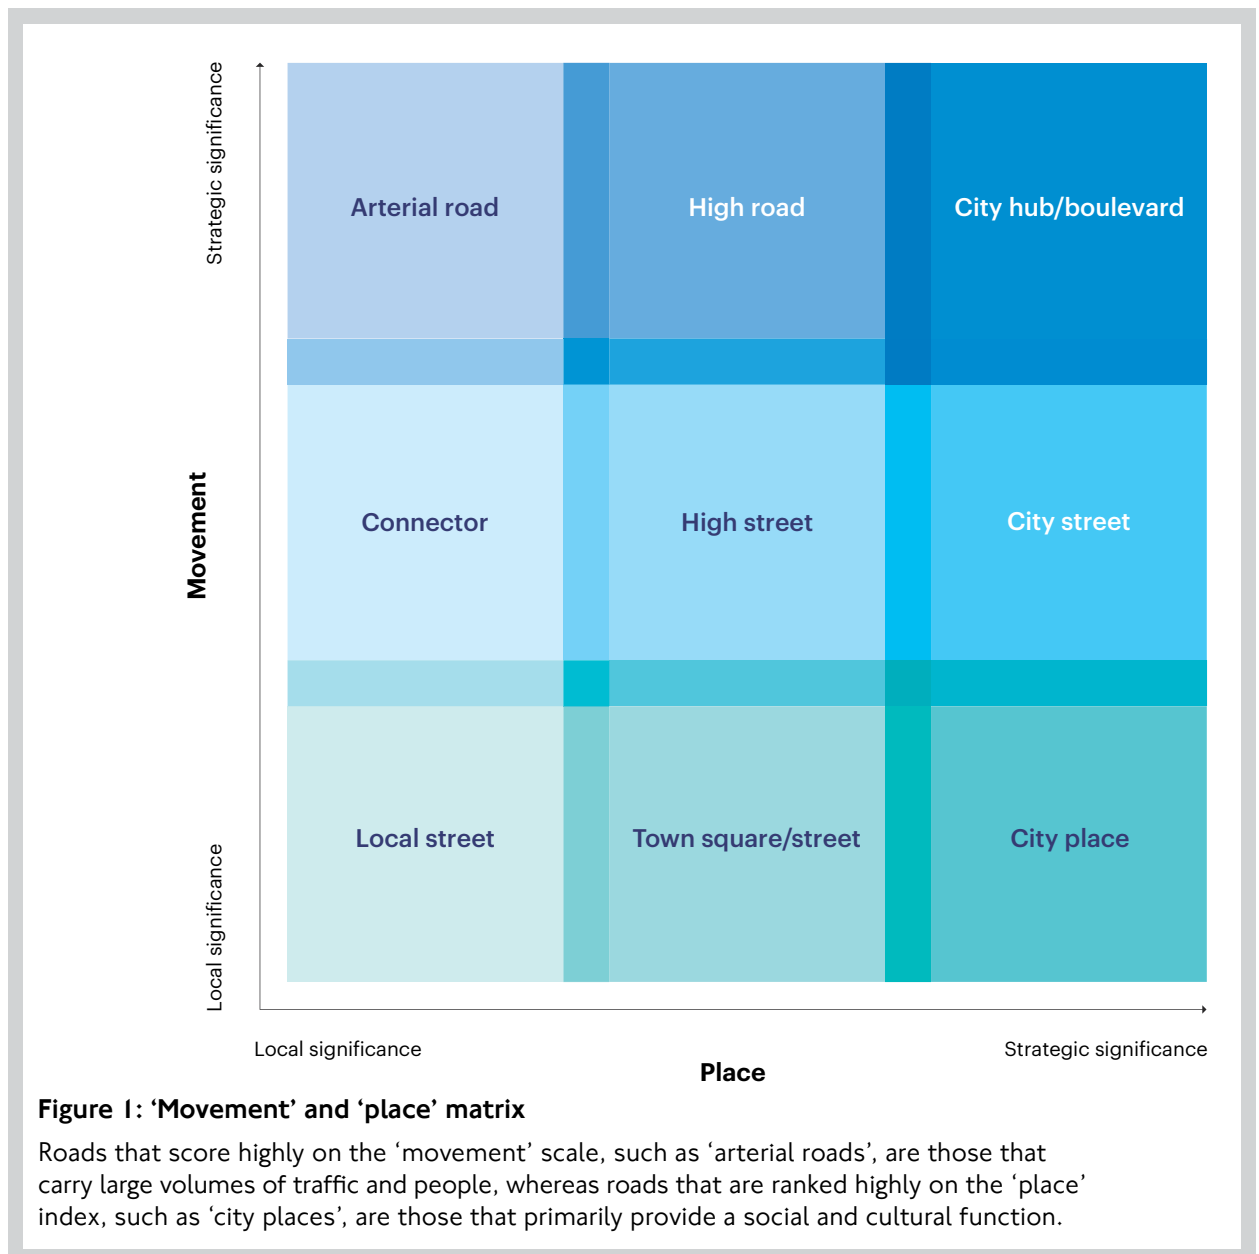 Strategic significance
Arterial road
High road
City hub/boulevard
Movement
Connector
High street
City street
Local significance
Local street
Town square/street
City place
Local significance
Strategic significance
Place
Figure 1: ‘Movement’ and ‘place’ matrix
Roads that score highly on the ‘movement’ scale, such as ‘arterial roads’, are those that
carry large volumes of traffic and people, whereas roads that are ranked highly on the ‘place’
index, such as ‘city places’, are those that primarily provide a social and cultural function.